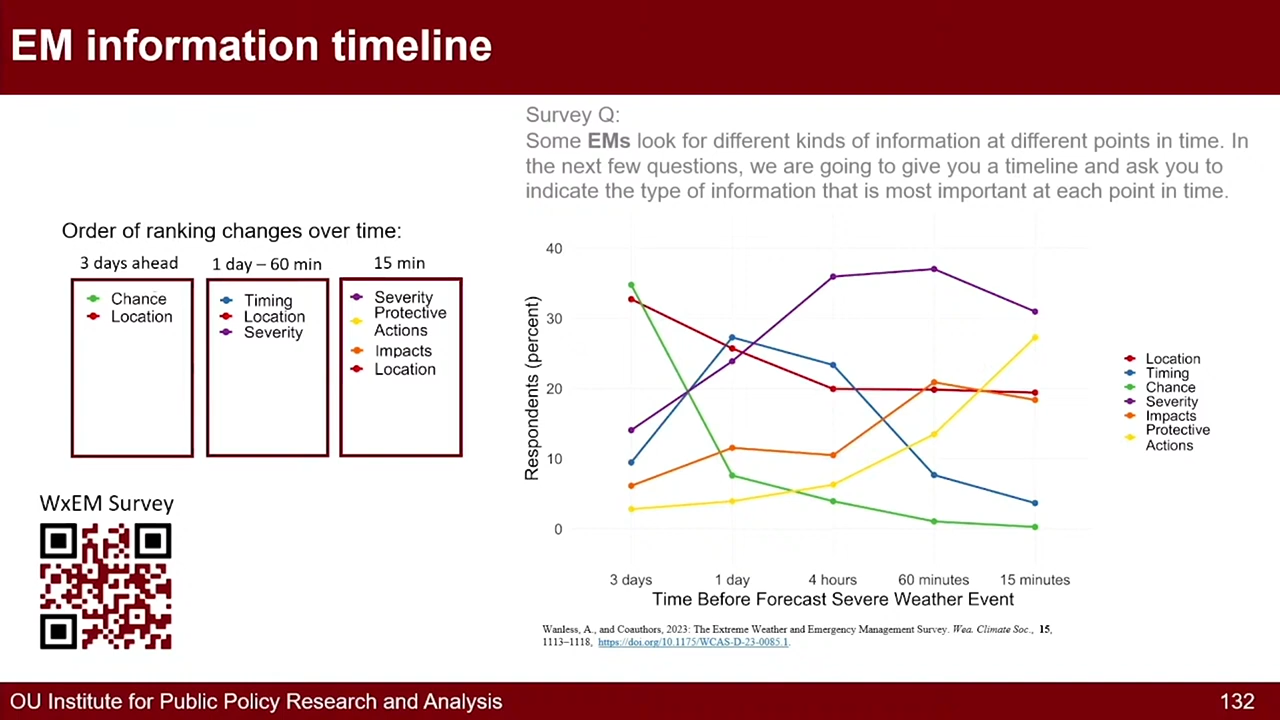 EM information timeline
Survey Q:
Some EMs look for different kinds of information at different points in time. In
the next few questions, we are going to give you a timeline and ask you to
indicate the type of information that is most important at each point in time.
Order of ranking changes over time:
3 days ahead
Chance
Location
1 day – 60 min
Timing
Location
Severity
15 min
Severity
Protective
Actions
Impacts
Location
WxEM Survey
Respondents (percent)
40
30
20
10
0
3 days
1 day
4 hours
60 minutes
15 minutes
Time Before Forecast Severe Weather Event
Location
Timing
Chance
Severity
Impacts
Protective
Actions
Wanless, A., and Coauthors, 2023: The Extreme Weather and Emergency Management Survey. Wea. Climate Soc., 15,
1113–1118, https://doi.org/10.1175/WCAS-D-23-0085.1.
OU Institute for Public Policy Research and Analysis
132